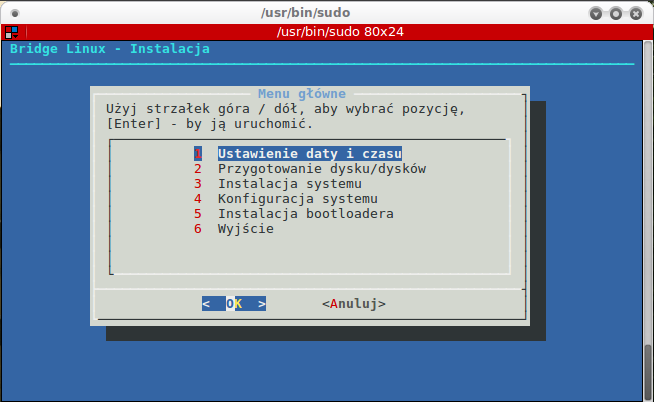 /usr/bin/sudo
/usr/bin/sudo 80x24
Bridge Linux - Instalacja
Menu główne
Użyj strzałek góra / dół, aby wybrać pozycję,
[Enter] - by ją uruchomić.
1 Ustawienie daty i czasu
2 Przygotowanie dysku/dysków
3 Instalacja systemu
4 Konfiguracja systemu
5 Instalacja bootloadera
6 Wyjście
< OK > <Anuluj>